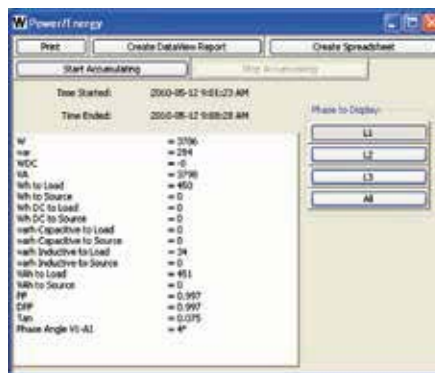 W Power/Energy
Print
Create DataView Report
Create Spreadsheet
Start Accumulating
Stop Accumulating
Time Started: 2010-05-12 9:01:23 AM
Time Ended: 2010-05-12 9:08:28 AM
Phase to Display:
L1
L2
L3
All
W = 3786
var = 284
WDC = -0
VA = 3798
Wh to Load = 450
Wh to Source = 0
Wh DC to Load = 0
Wh DC to Source = 0
varh Capacitive to Load = 0
varh Capacitive to Source = 0
varh Inductive to Load = 34
varh Inductive to Source = 0
VAh to Load = 451
VAh to Source = 0
PF = 0.997
DPF = 0.997
Tan = 0.075
Phase Angle V1-A1 = 4°